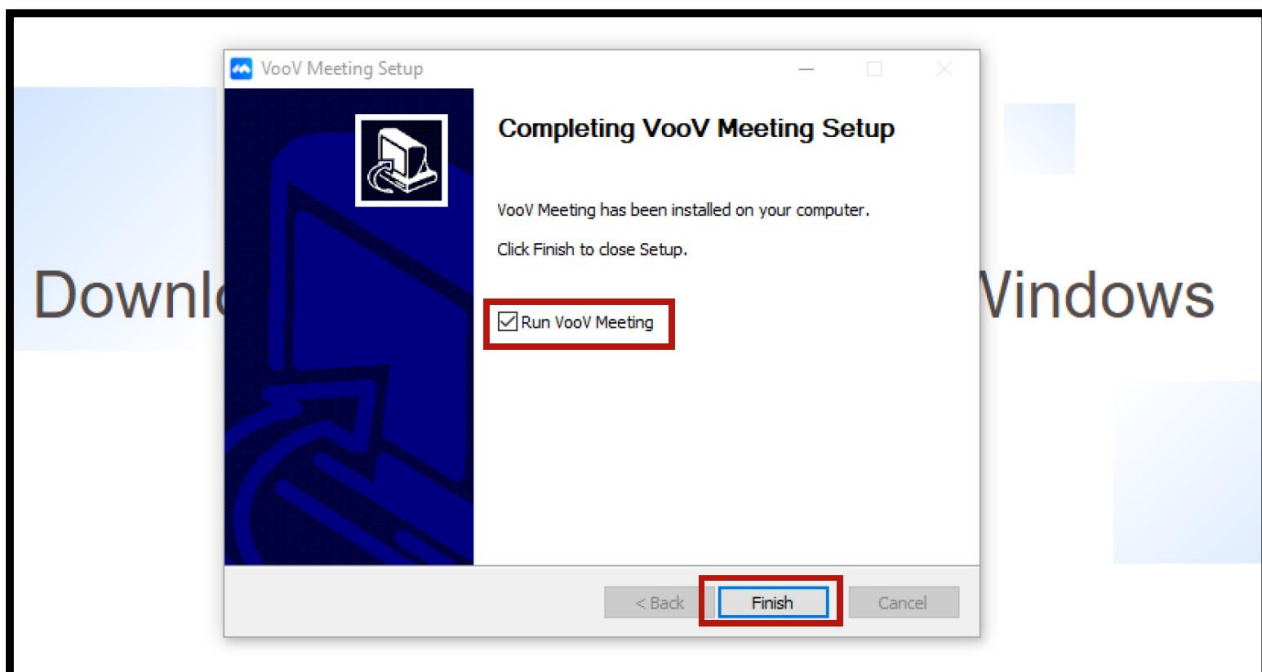 VooV Meeting Setup
Completing VooV Meeting Setup
VooV Meeting has been installed on your computer.
Click Finish to close Setup.
Run VooV Meeting
Downl
Windows
< Back
Finish
Cancel